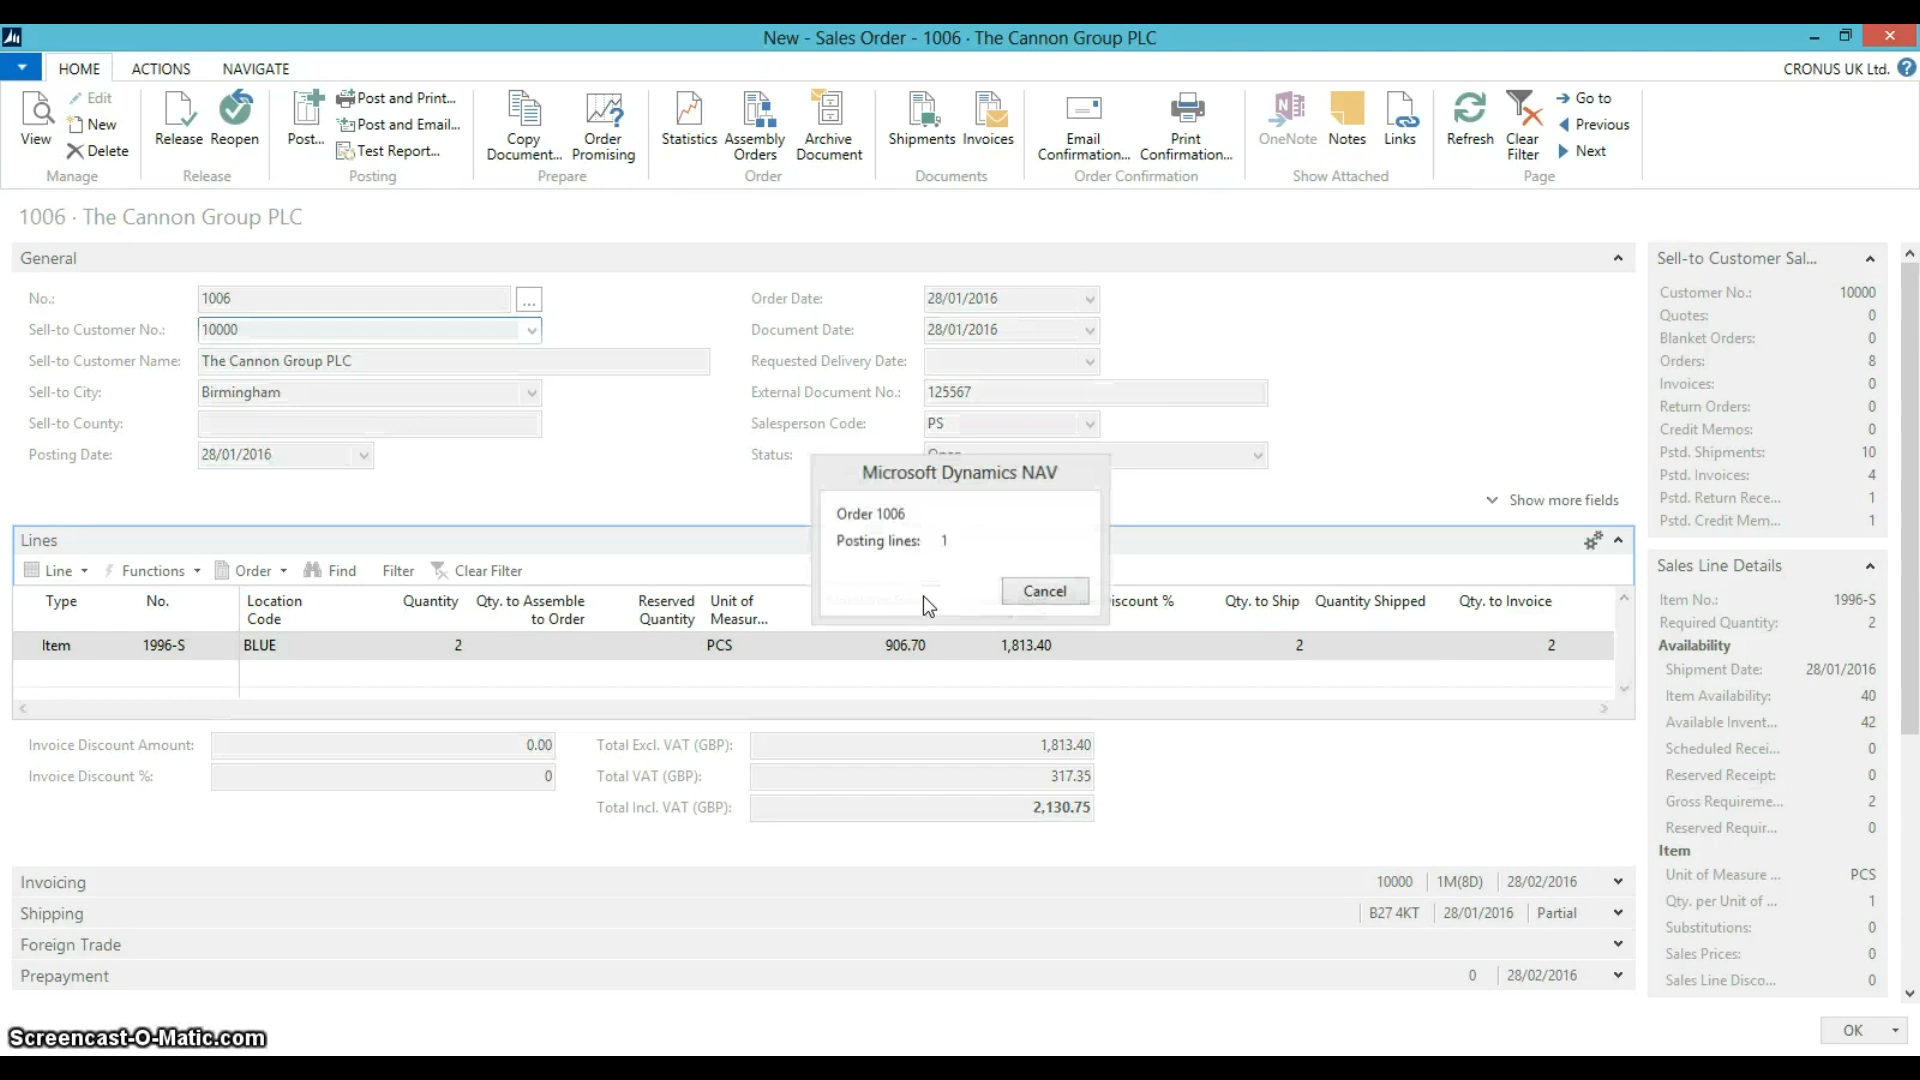 New - Sales Order - 1006 · The Cannon Group PLC
HOME ACTIONS NAVIGATE
CRONUS UK Ltd.
View
Edit
New
Delete
Manage
Release
Reopen
Release
Post...
Post and Print...
Post and Email...
Test Report...
Posting
Copy Document...
Order Promising
Prepare
Statistics
Assembly Orders
Archive Document
Order
Shipments
Invoices
Documents
Email Confirmation...
Print Confirmation...
Order Confirmation
OneNote
Notes
Links
Show Attached
Refresh
Clear Filter
Go to
Previous
Next
Page
1006 · The Cannon Group PLC
General
No.: 1006 ...
Sell-to Customer No.: 10000
Sell-to Customer Name: The Cannon Group PLC
Sell-to City: Birmingham
Sell-to County:
Posting Date: 28/01/2016
Order Date: 28/01/2016
Document Date: 28/01/2016
Requested Delivery Date:
External Document No.: 125567
Salesperson Code: PS
Status: Open
Show more fields
Microsoft Dynamics NAV
Order 1006
Posting lines: 1
Cancel
Lines
Line Functions Order Find Filter Clear Filter
Type No. Location Code Quantity Qty. to Assemble to Order Reserved Quantity Unit of Measur... iscount % Qty. to Ship Quantity Shipped Qty. to Invoice
Item 1996-S BLUE 2 PCS 906.70 1,813.40 2 2
Invoice Discount Amount: 0.00
Invoice Discount %: 0
Total Excl. VAT (GBP): 1,813.40
Total VAT (GBP): 317.35
Total Incl. VAT (GBP): 2,130.75
Invoicing 10000 1M(8D) 28/02/2016
Shipping B27 4KT 28/01/2016 Partial
Foreign Trade
Prepayment 0 28/02/2016
Sell-to Customer Sal...
Customer No.: 10000
Quotes: 0
Blanket Orders: 0
Orders: 8
Invoices: 0
Return Orders: 0
Credit Memos: 0
Pstd. Shipments: 10
Pstd. Invoices: 4
Pstd. Return Rece... 1
Pstd. Credit Mem... 1
Sales Line Details
Item No.: 1996-S
Required Quantity: 2
Availability
Shipment Date: 28/01/2016
Item Availability: 40
Available Invent... 42
Scheduled Recei... 0
Reserved Receipt: 0
Gross Requireme... 2
Reserved Requir... 0
Item
Unit of Measure ... PCS
Qty. per Unit of ... 1
Substitutions: 0
Sales Prices: 0
Sales Line Disco... 0
OK
Screencast-O-Matic.com